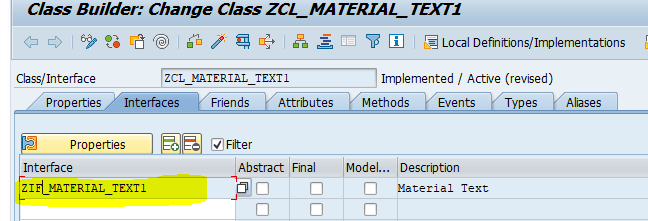 Class Builder: Change Class ZCL_MATERIAL_TEXT1
Local Definitions/Implementations
Class/Interface ZCL_MATERIAL_TEXT1 Implemented / Active (revised)
Properties Interfaces Friends Attributes Methods Events Types Aliases
Properties Filter
Interface Abstract Final Model... Description
ZIF_MATERIAL_TEXT1 Material Text